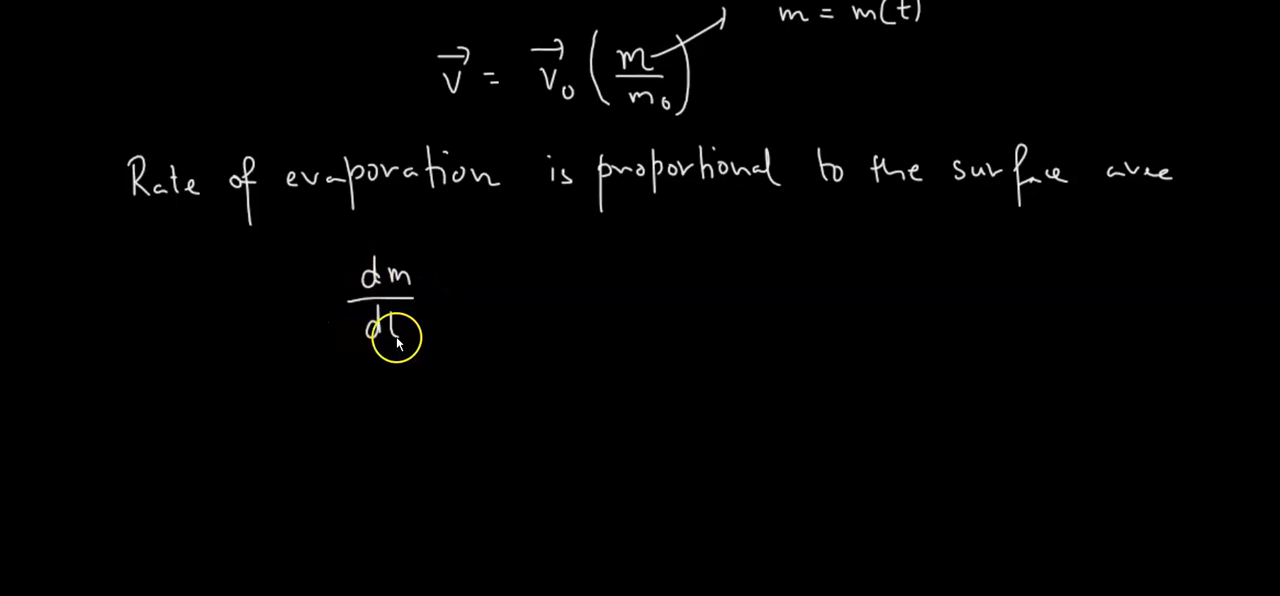 m = m(t)
v⃗ = v⃗₀ (m/m₀)
Rate of evaporation is proportional to the surface area
dm
dt